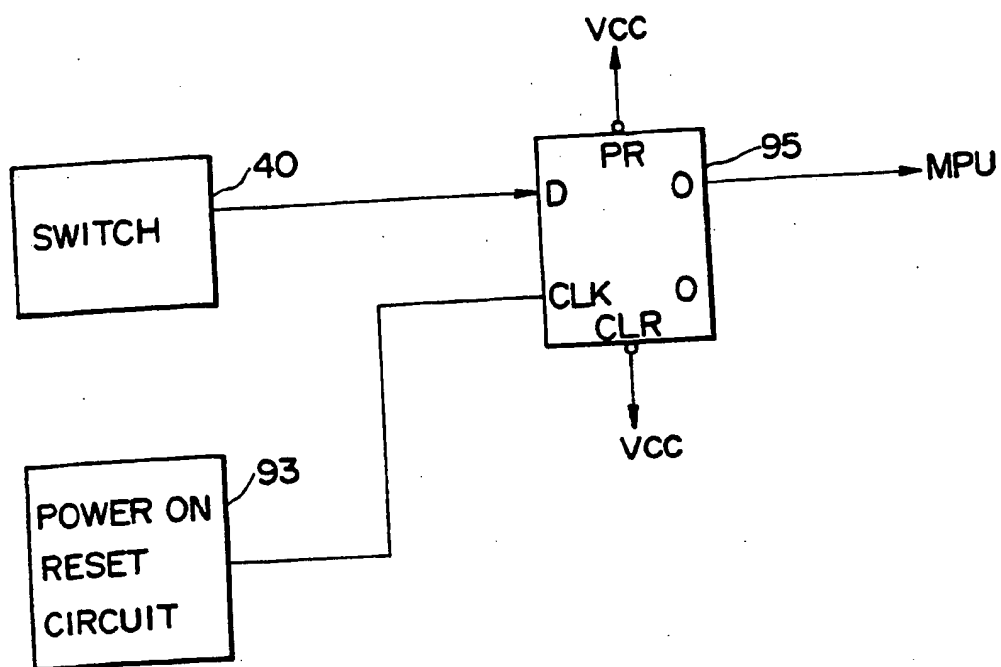 VCC
40
SWITCH
D
PR
O
95
MPU
CLK
O
CLR
VCC
93
POWER ON
RESET
CIRCUIT